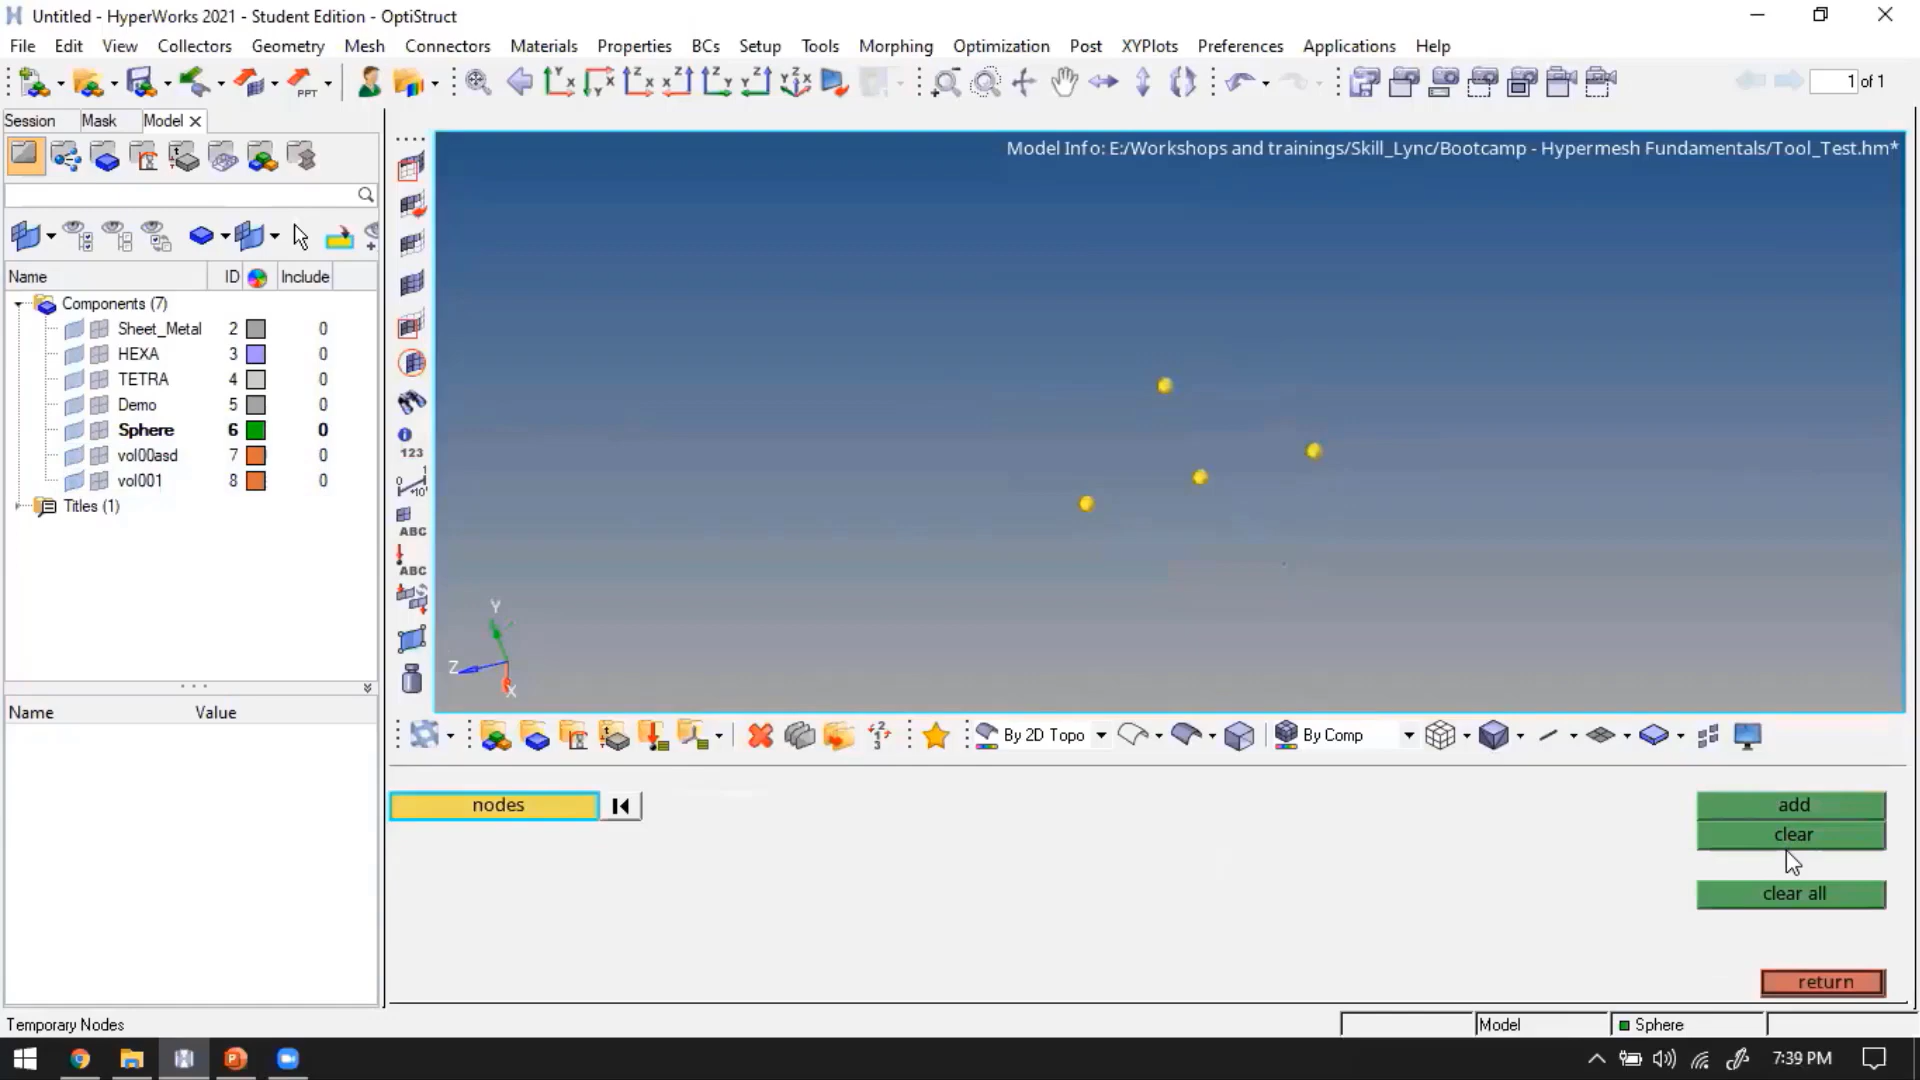 Untitled - HyperWorks 2021 - Student Edition - OptiStruct
File Edit View Collectors Geometry Mesh Connectors Materials Properties BCs Setup Tools Morphing Optimization Post XYPlots Preferences Applications Help
PPT
1 of 1
Session Mask Model
Model Info: E:/Workshops and trainings/Skill_Lync/Bootcamp - Hypermesh Fundamentals/Tool_Test.hm*
Name ID Include
Components (7)
Sheet_Metal 2 0
HEXA 3 0
TETRA 4 0
Demo 5 0
Sphere 6 0
vol00asd 7 0
vol001 8 0
Titles (1)
123
ABC
ABC
Y
Z
X
Name Value
By 2D Topo By Comp
nodes
add
clear
clear all
return
Temporary Nodes
Model
Sphere
7:39 PM